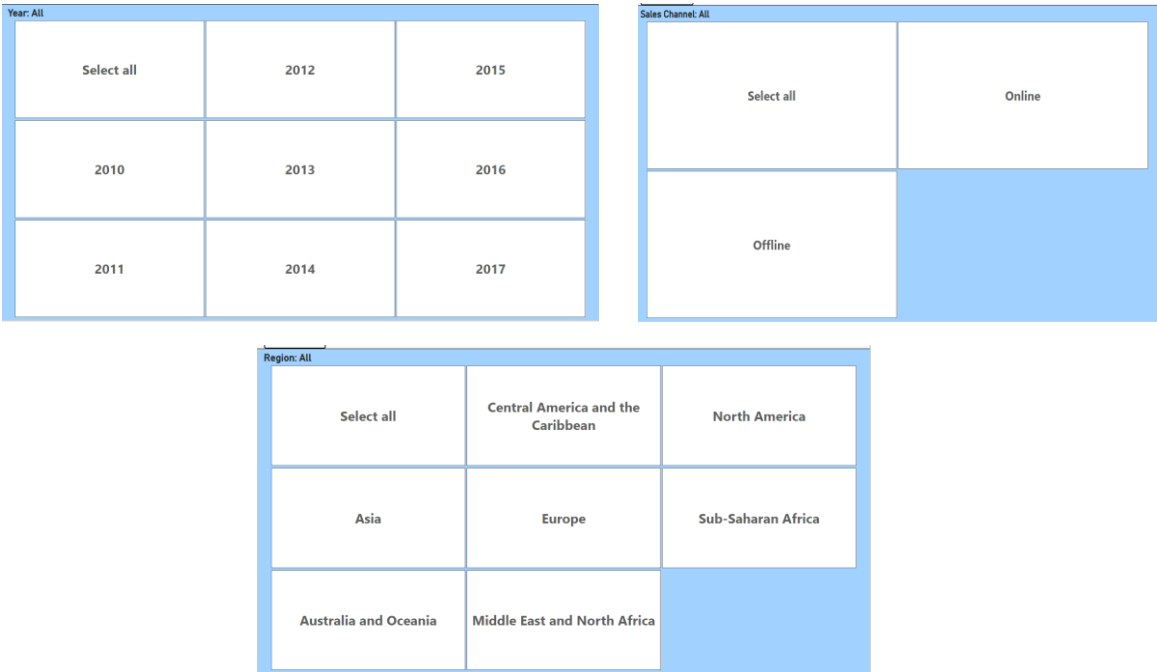 Year: All
Select all
2012
2015
2010
2013
2016
2011
2014
2017
Sales Channel: All
Select all
Online
Offline
Region: All
Select all
Central America and the
Caribbean
North America
Asia
Europe
Sub-Saharan Africa
Australia and Oceania
Middle East and North Africa